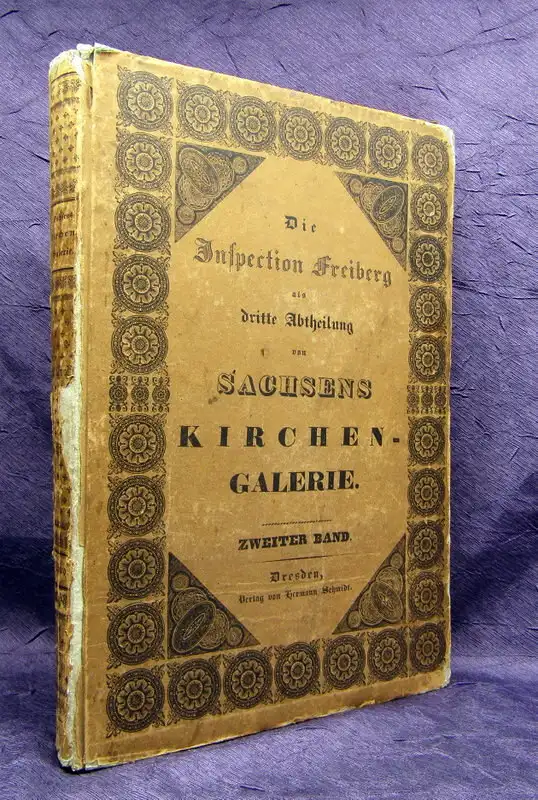 Die
Inspection Freiberg
als
dritte Abtheilung
von
SACHSENS
KIRCHEN-
GALERIE.
ZWEITER BAND.
Dresden,
Verlag von Hermann Schmidt.